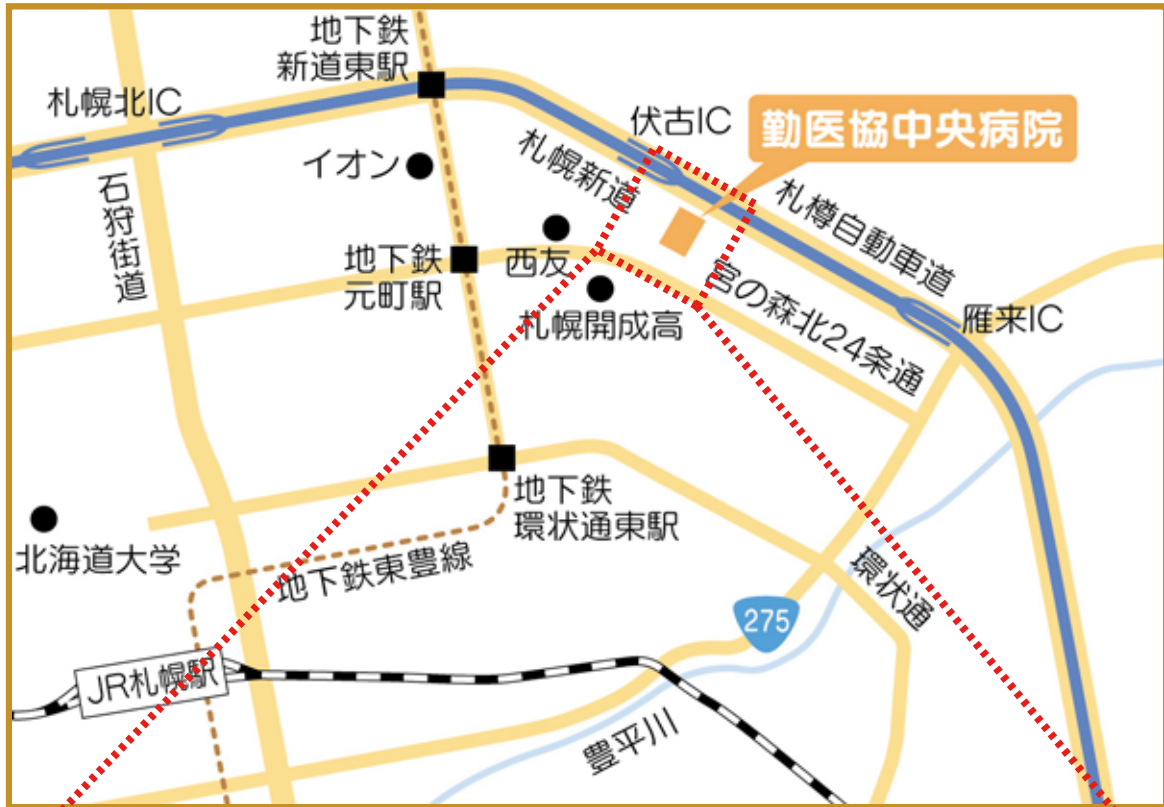 地下鉄
新道東駅
札幌北IC
伏古IC
勤医協中央病院
イオン
札幌新道
石狩街道
札樽自動車道
西友
地下鉄
元町駅
宮の森北24条通
札幌開成高
雁来IC
地下鉄
環状通東駅
北海道大学
地下鉄東豊線
環状通
275
JR札幌駅
豊平川